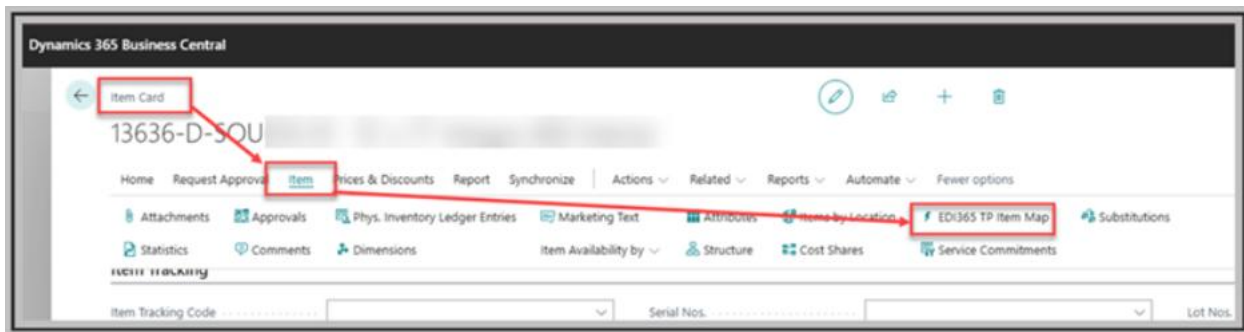 Dynamics 365 Business Central
Item Card
13636-D-SOU
Home Request Approval Item Prices & Discounts Report Synchronize Actions Related Reports Automate Fewer options
Attachments Approvals Phys. Inventory Ledger Entries Marketing Text Attributes Items by Location EDI365 TP Item Map Substitutions
Statistics Comments Dimensions Item Availability by Structure Cost Shares Service Commitments
Item Tracking
Item Tracking Code Serial Nos. Lot Nos.